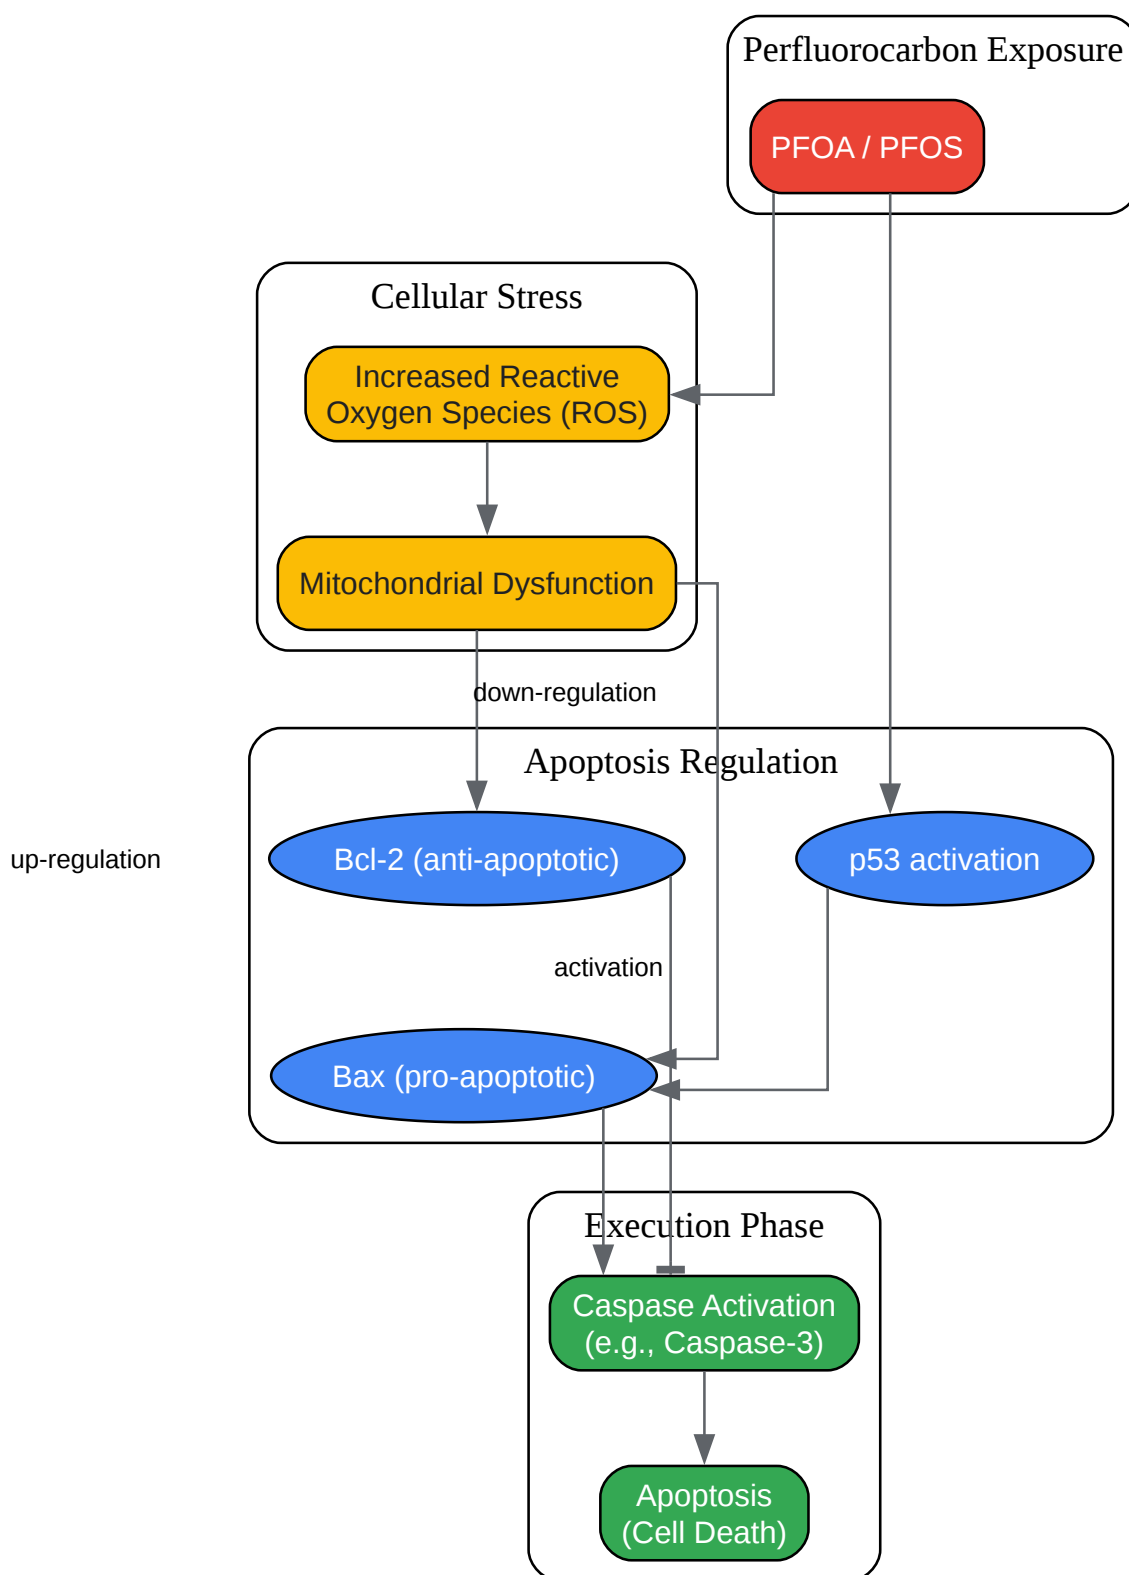 Perfluorocarbon Exposure
PFOA / PFOS
Cellular Stress
Increased Reactive
Oxygen Species (ROS)
Mitochondrial Dysfunction
down-regulation
Apoptosis Regulation
up-regulation
Bcl-2 (anti-apoptotic)
p53 activation
activation
Bax (pro-apoptotic)
Execution Phase
Caspase Activation
(e.g., Caspase-3)
Apoptosis
(Cell Death)